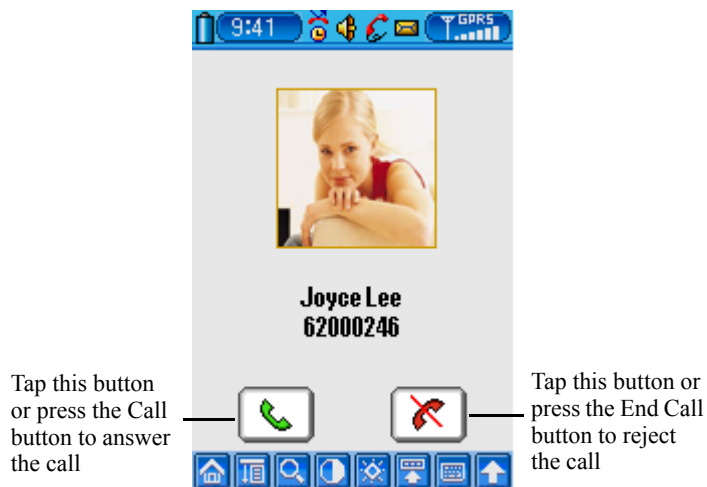 9:41
GPRS
Joyce Lee
62000246
Tap this button
or press the Call
button to answer
the call
Tap this button or
press the End Call
button to reject
the call